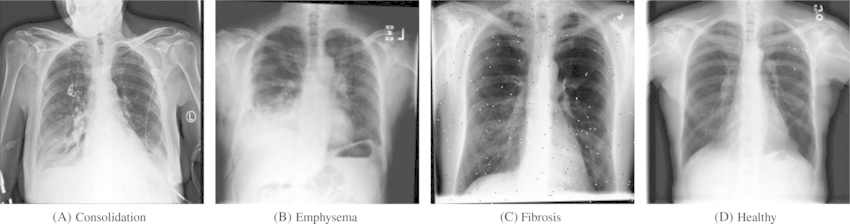 L
L
(A) Consolidation
(B) Emphysema
(C) Fibrosis
(D) Healthy